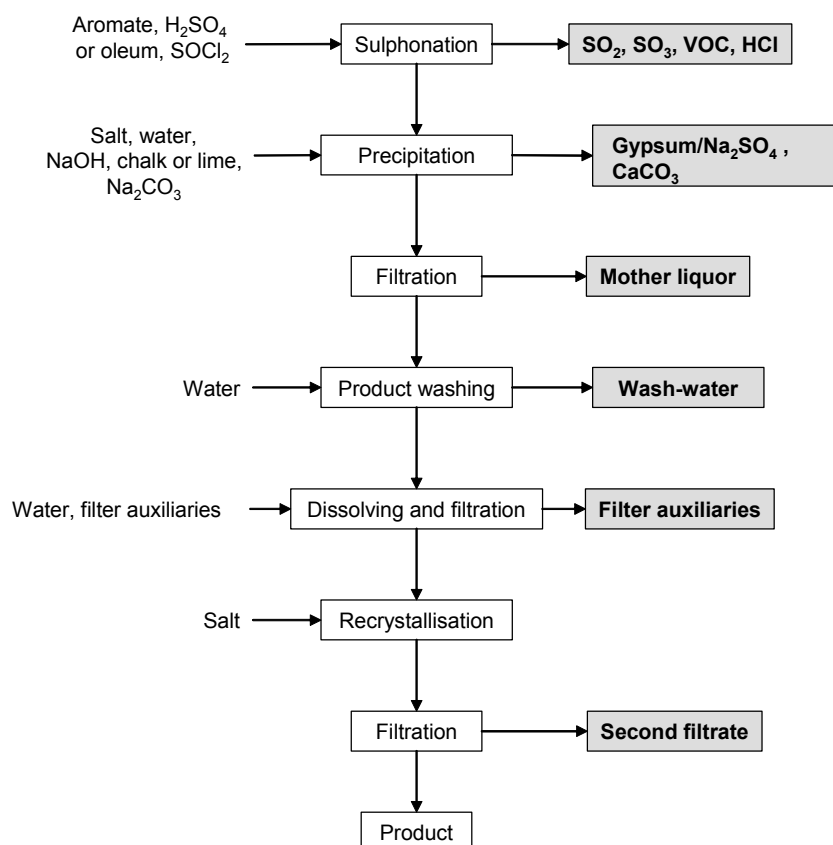 Aromate, H₂SO₄
or oleum, SOCl₂
Sulphonation
SO₂, SO₃, VOC, HCl
Salt, water,
NaOH, chalk or lime,
Na₂CO₃
Precipitation
Gypsum/Na₂SO₄ ,
CaCO₃
Filtration
Mother liquor
Water
Product washing
Wash-water
Water, filter auxiliaries
Dissolving and filtration
Filter auxiliaries
Salt
Recrystallisation
Filtration
Second filtrate
Product